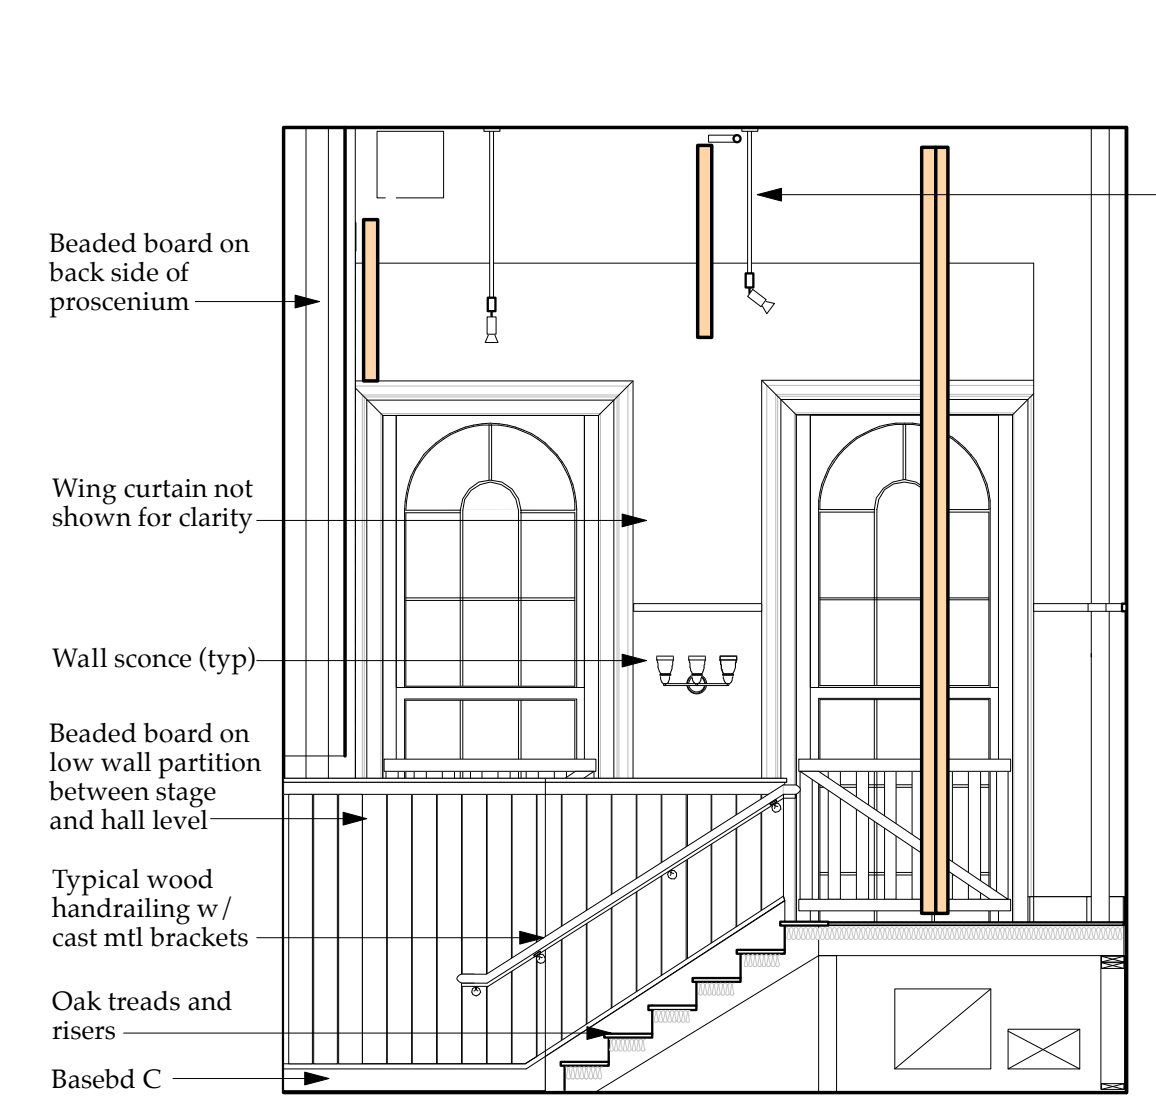 Beaded board on
back side of
proscenium
Wing curtain not
shown for clarity
Wall sconce (typ)
Beaded board on
low wall partition
between stage
and hall level
Typical wood
handrailing w/
cast mtl brackets
Oak treads and
risers
Basebd C